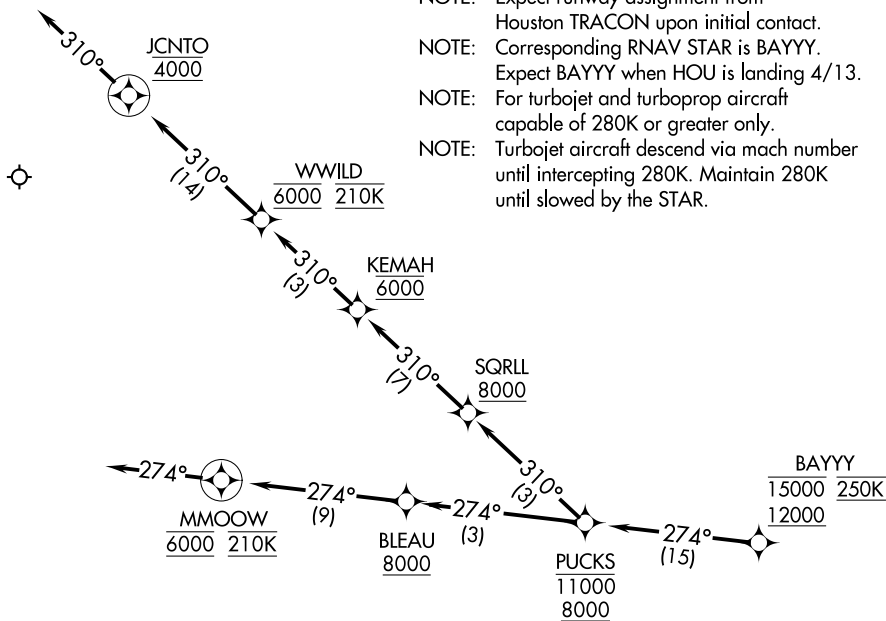 NOTE: Expect runway assignment from
Houston TRACON upon initial contact.
NOTE: Corresponding RNAV STAR is BAYYY.
Expect BAYYY when HOU is landing 4/13.
NOTE: For turbojet and turboprop aircraft
capable of 280K or greater only.
NOTE: Turbojet aircraft descend via mach number
until intercepting 280K. Maintain 280K
until slowed by the STAR.
310°
JCNTO
4000
310°
(14)
WWILD
6000 210K
310°
(3)
KEMAH
6000
310°
(7)
SQRLL
8000
310°
(3)
274°
MMOOW
6000 210K
274°
(9)
BLEAU
8000
274°
(3)
PUCKS
11000
8000
274°
(15)
BAYYY
15000 250K
12000